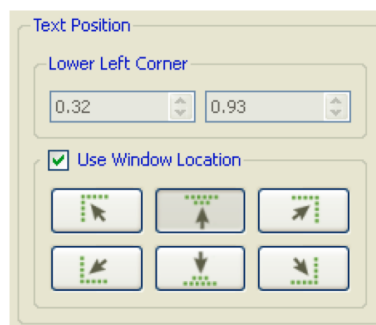 Text Position
Lower Left Corner
0.32 0.93
Use Window Location